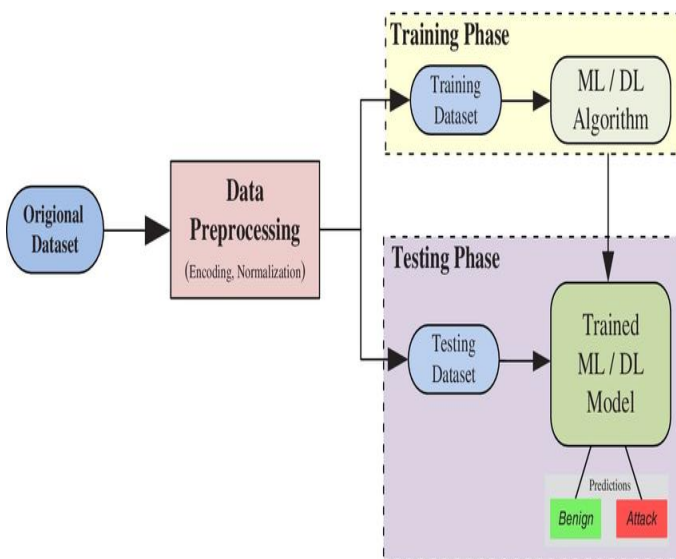 Training Phase
Training
Dataset
ML / DL
Algorithm
Origional
Dataset
Data
Preprocessing
(Encoding, Normalization)
Testing Phase
Testing
Dataset
Trained
ML / DL
Model
Predictions
Benign
Attack